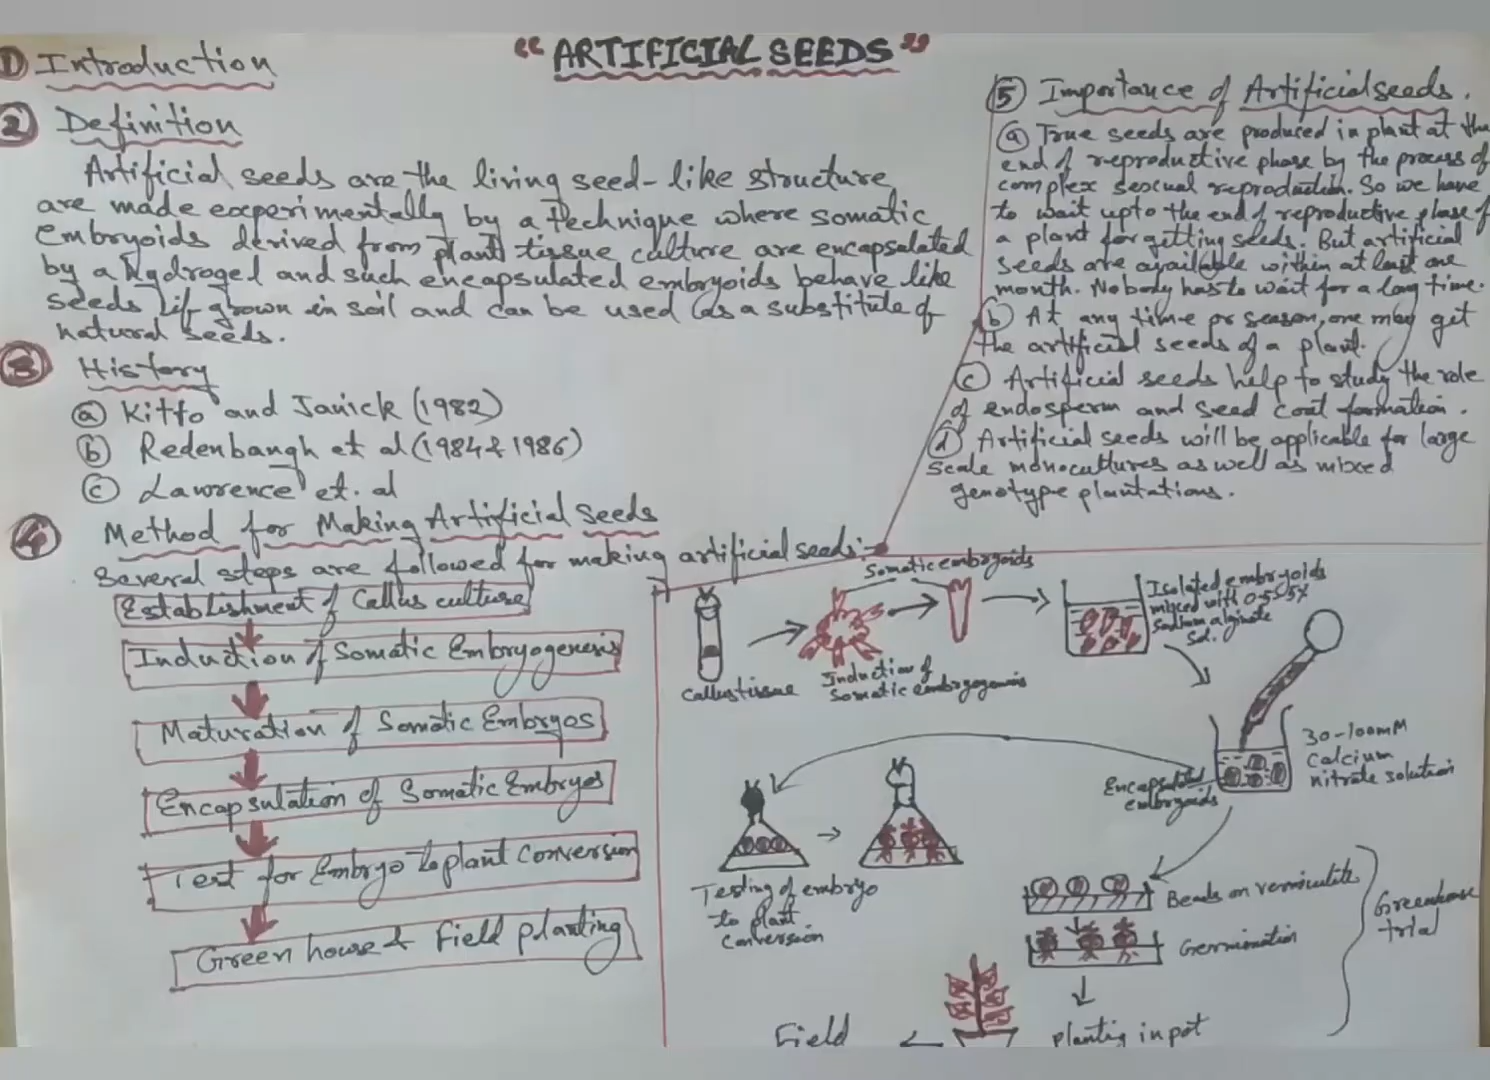 "ARTIFICIAL SEEDS"
① Introduction
② Definition
Artificial seeds are the living seed-like structure
are made experimentally by a technique where somatic
embryoids derived from plant tissue culture are encapsulated
by a hydrogel and such encapsulated embryoids behave like
seeds if grown in soil and can be used as a substitute of
natural seeds.
③ History
ⓐ Kitto and Janick (1982)
ⓑ Redenbangh et al (1984 & 1986)
ⓒ Lawrence et. al
④ Method for Making Artificial Seeds
Several steps are followed for making artificial seeds:-
Establishment of Callus culture
Induction of Somatic Embryogenesis
Maturation of Somatic Embryos
Encapsulation of Somatic Embryos
Test for Embryo to plant conversion
Green house & Field planting
⑤ Importance of Artificial seeds.
ⓐ True seeds are produced in plant at the
end of reproductive phase by the process of
complex sexual reproduction. So we have
to wait upto the end of reproductive phase of
a plant for getting seeds. But artificial
seeds are available within at least one
month. Nobody has to wait for a long time.
ⓑ At any time or season, one may get
the artificial seeds of a plant.
ⓒ Artificial seeds help to study the role
of endosperm and seed coat formation.
ⓓ Artificial seeds will be applicable for large
scale monocultures as well as mixed
genotype plantations.
Somatic embryoids
Callus tissue
Induction of
Somatic embryogenesis
Isolated embryoids
mixed with 0.5-5%
Sodium alginate
Sol.
30-100mM
calcium
nitrate solution
Encapsulated
embryoids
Testing of embryo
to plant
conversion
Beads on vermiculite
Germination
Greenhouse
trial
planting in pot
Field